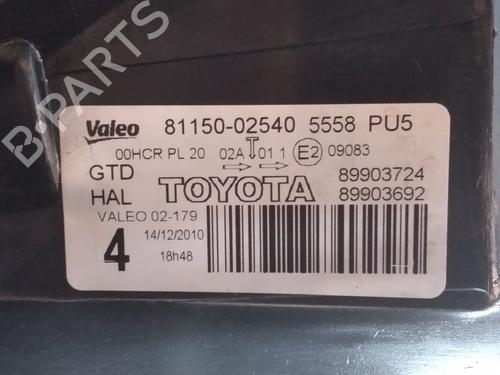 Valeo 81150-02540 5558 PU5
00HCR PL 20 02A 01 1 E2 09083
GTD TOYOTA 89903724
HAL 89903692
VALEO 02-179
4 14/12/2010
18h48
B-PARTS